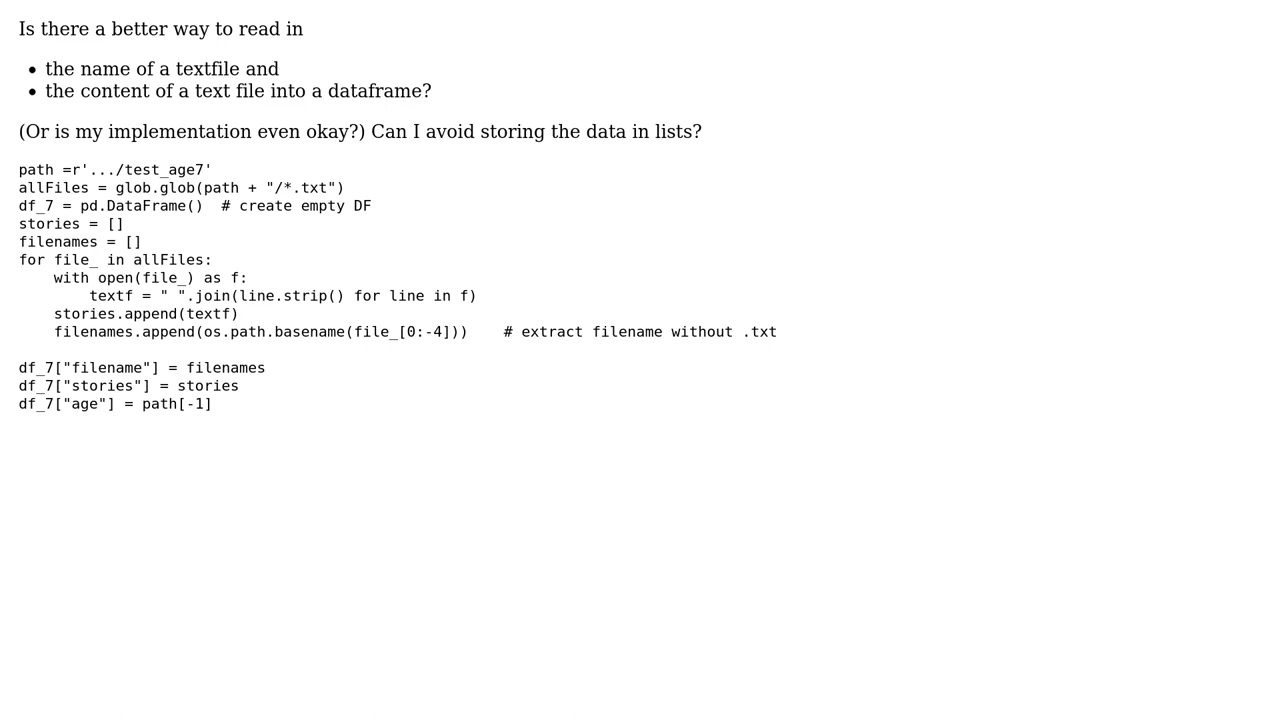 Is there a better way to read in
• the name of a textfile and
• the content of a text file into a dataframe?
(Or is my implementation even okay?) Can I avoid storing the data in lists?
path =r'.../test_age7'
allFiles = glob.glob(path + "/*.txt")
df_7 = pd.DataFrame()  # create empty DF
stories = []
filenames = []
for file_ in allFiles:
    with open(file_) as f:
        textf = " ".join(line.strip() for line in f)
    stories.append(textf)
    filenames.append(os.path.basename(file_[0:-4]))    # extract filename without .txt

df_7["filename"] = filenames
df_7["stories"] = stories
df_7["age"] = path[-1]